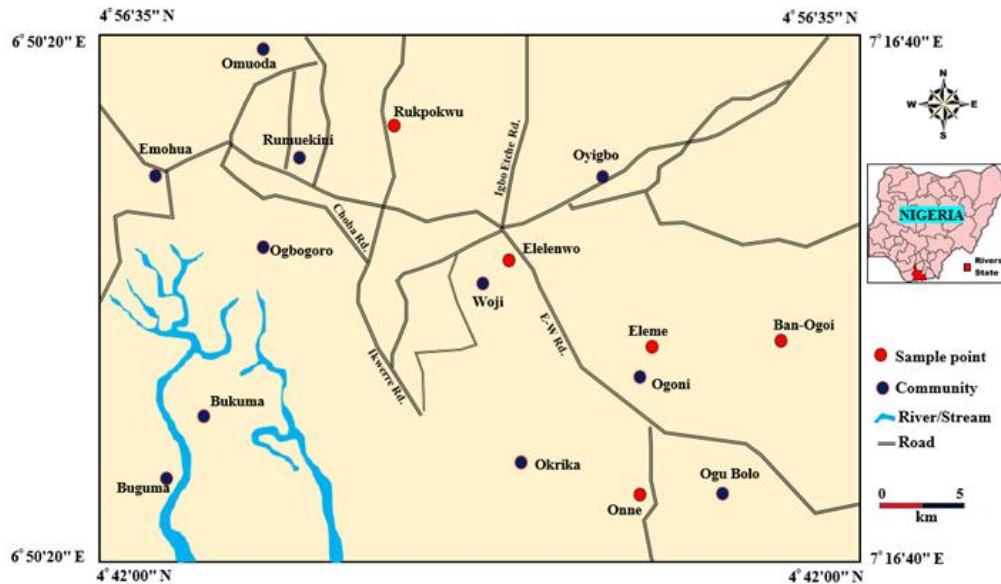 4° 56'35" N
4° 56'35" N
6° 50'20" E
7° 16'40" E
Omuoda
N
W
E
S
Rukpokwu
Rumuekini
Emohua
Igbo Etche Rd.
Oyigbo
Choba Rd.
NIGERIA
Ogbogoro
Elelenwo
Rivers
State
Woji
E-W Rd.
Eleme
Ban-Ogoi
Sample point
Ogoni
Ikwerre Rd.
Community
Bukuma
River/Stream
Road
Okrika
Ogu Bolo
Buguma
Onne
0
5
km
6° 50'20" E
7° 16'40" E
4° 42'00" N
4° 42'00" N